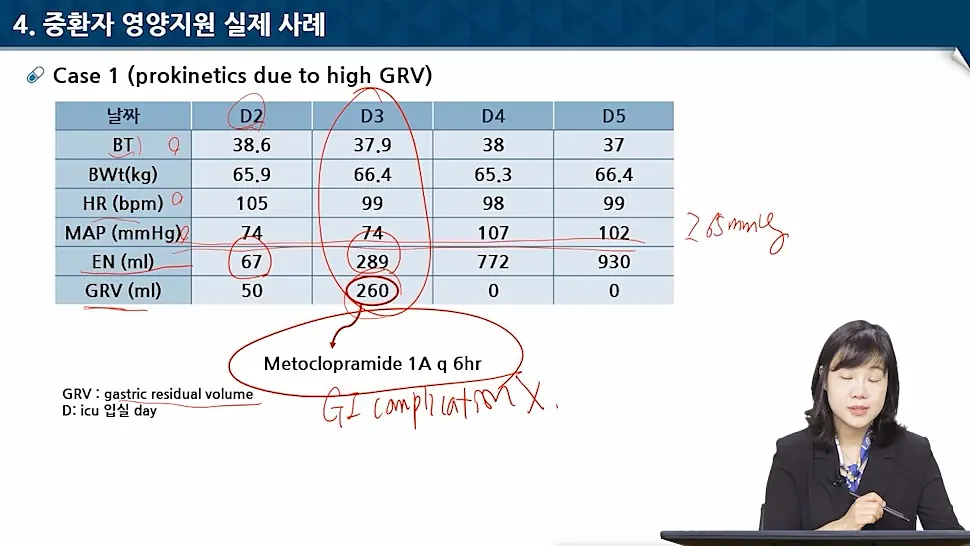 4. 중환자 영양지원 실제 사례
Case 1 (prokinetics due to high GRV)
날짜 D2 D3 D4 D5
BT 38.6 37.9 38 37
BWt(kg) 65.9 66.4 65.3 66.4
HR (bpm) 105 99 98 99
MAP (mmHg) 74 74 107 102
≥65mmHg
EN (ml) 67 289 772 930
GRV (ml) 50 260 0 0
Metoclopramide 1A q 6hr
GI complication X.
GRV : gastric residual volume
D: icu 입실 day